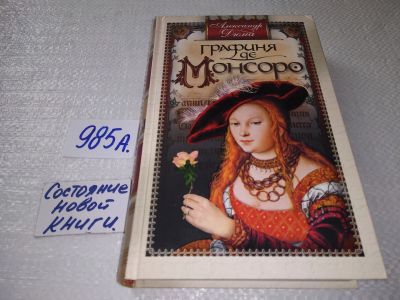 Александр
Дюма
ГРАФИНЯ
де
Монсоро
985А.
Состояние
новой
книги.